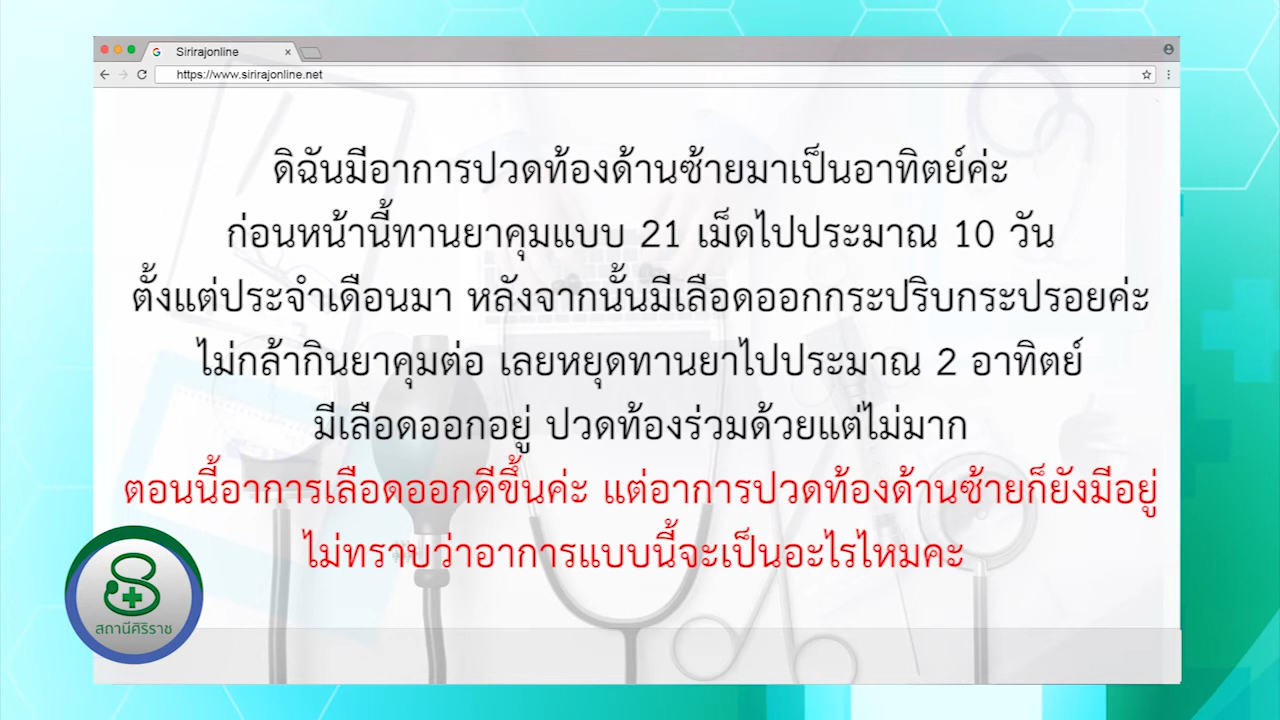 Sirirajonline
https://www.sirirajonline.net
ดิฉันมีอาการปวดท้องด้านซ้ายมาเป็นอาทิตย์ค่ะ
ก่อนหน้านี้ทานยาคุมแบบ 21 เม็ดไปประมาณ 10 วัน
ตั้งแต่ประจำเดือนมา หลังจากนั้นมีเลือดออกกระปริบกระปรอยค่ะ
ไม่กล้ากินยาคุมต่อ เลยหยุดทานยาไปประมาณ 2 อาทิตย์
มีเลือดออกอยู่ ปวดท้องร่วมด้วยแต่ไม่มาก
ตอนนี้อาการเลือดออกดีขึ้นค่ะ แต่อาการปวดท้องด้านซ้ายก็ยังมีอยู่
ไม่ทราบว่าอาการแบบนี้จะเป็นอะไรไหมคะ
สถานีศิริราช